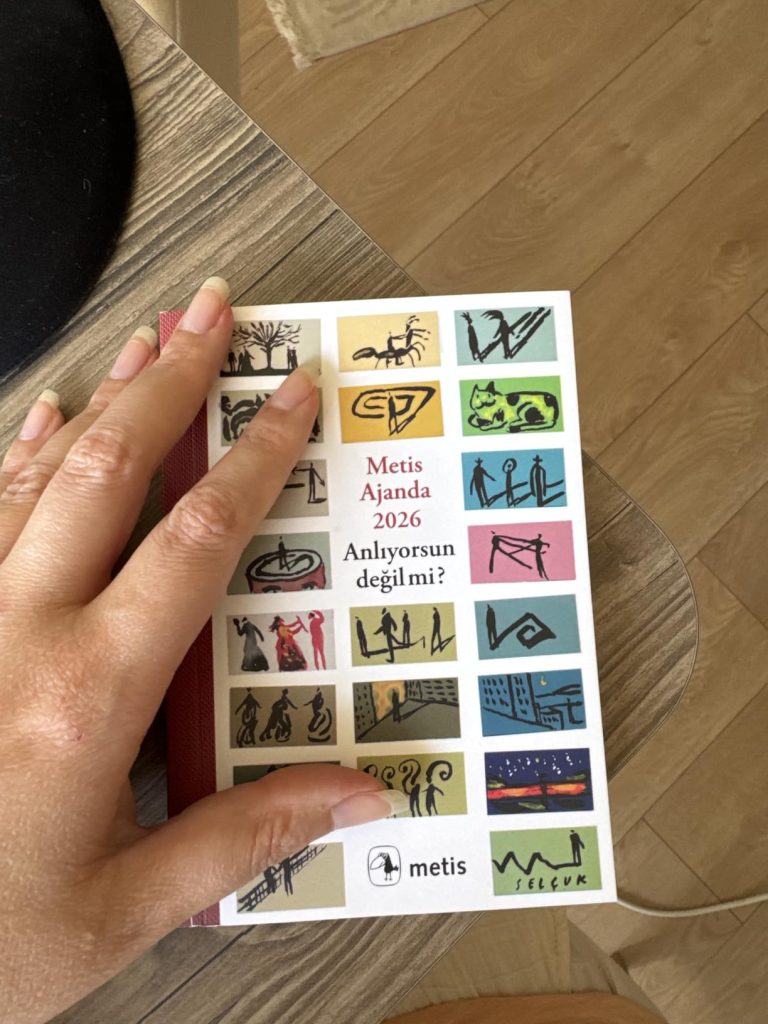 Metis
Ajanda
2026
Anlıyorsun
değil mi?
metis
SELÇUK